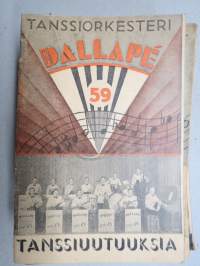 TANSSIORKESTERI
DALLAPÉ
59
TANSSIUUTUUKSIA